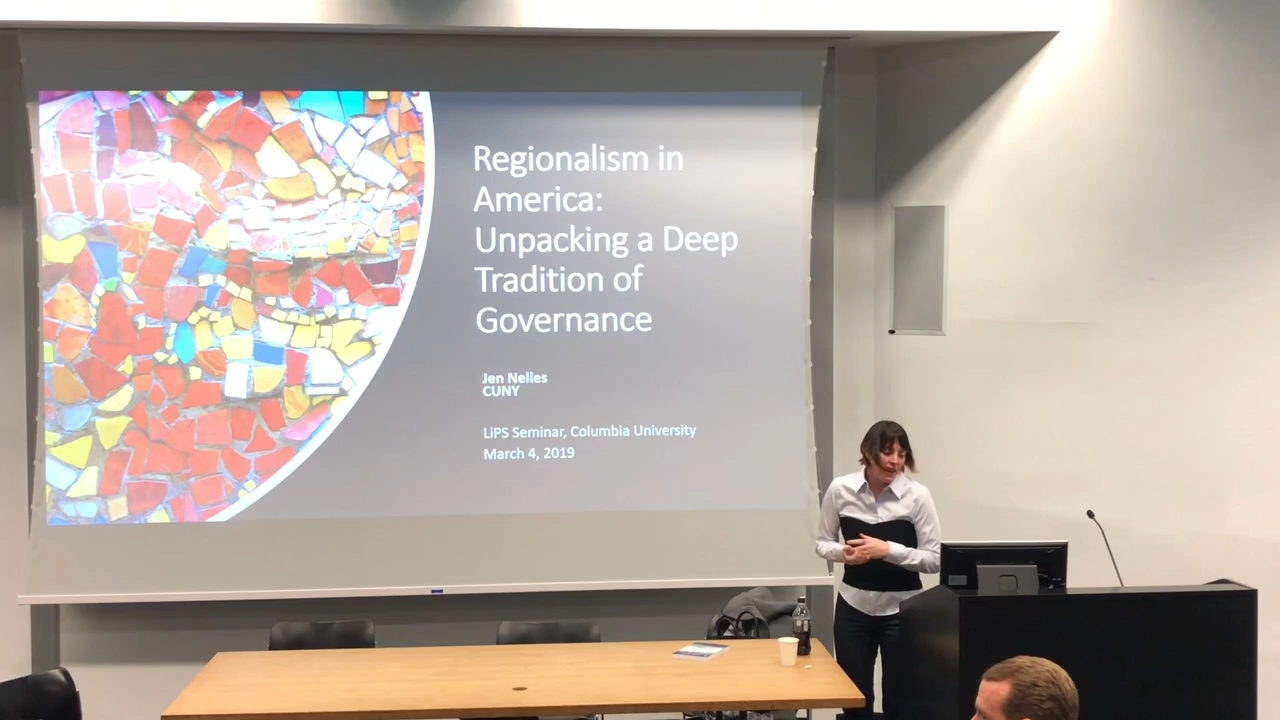 Regionalism in
America:
Unpacking a Deep
Tradition of
Governance
Jen Nelles
CUNY
LiPS Seminar, Columbia University
March 4, 2019